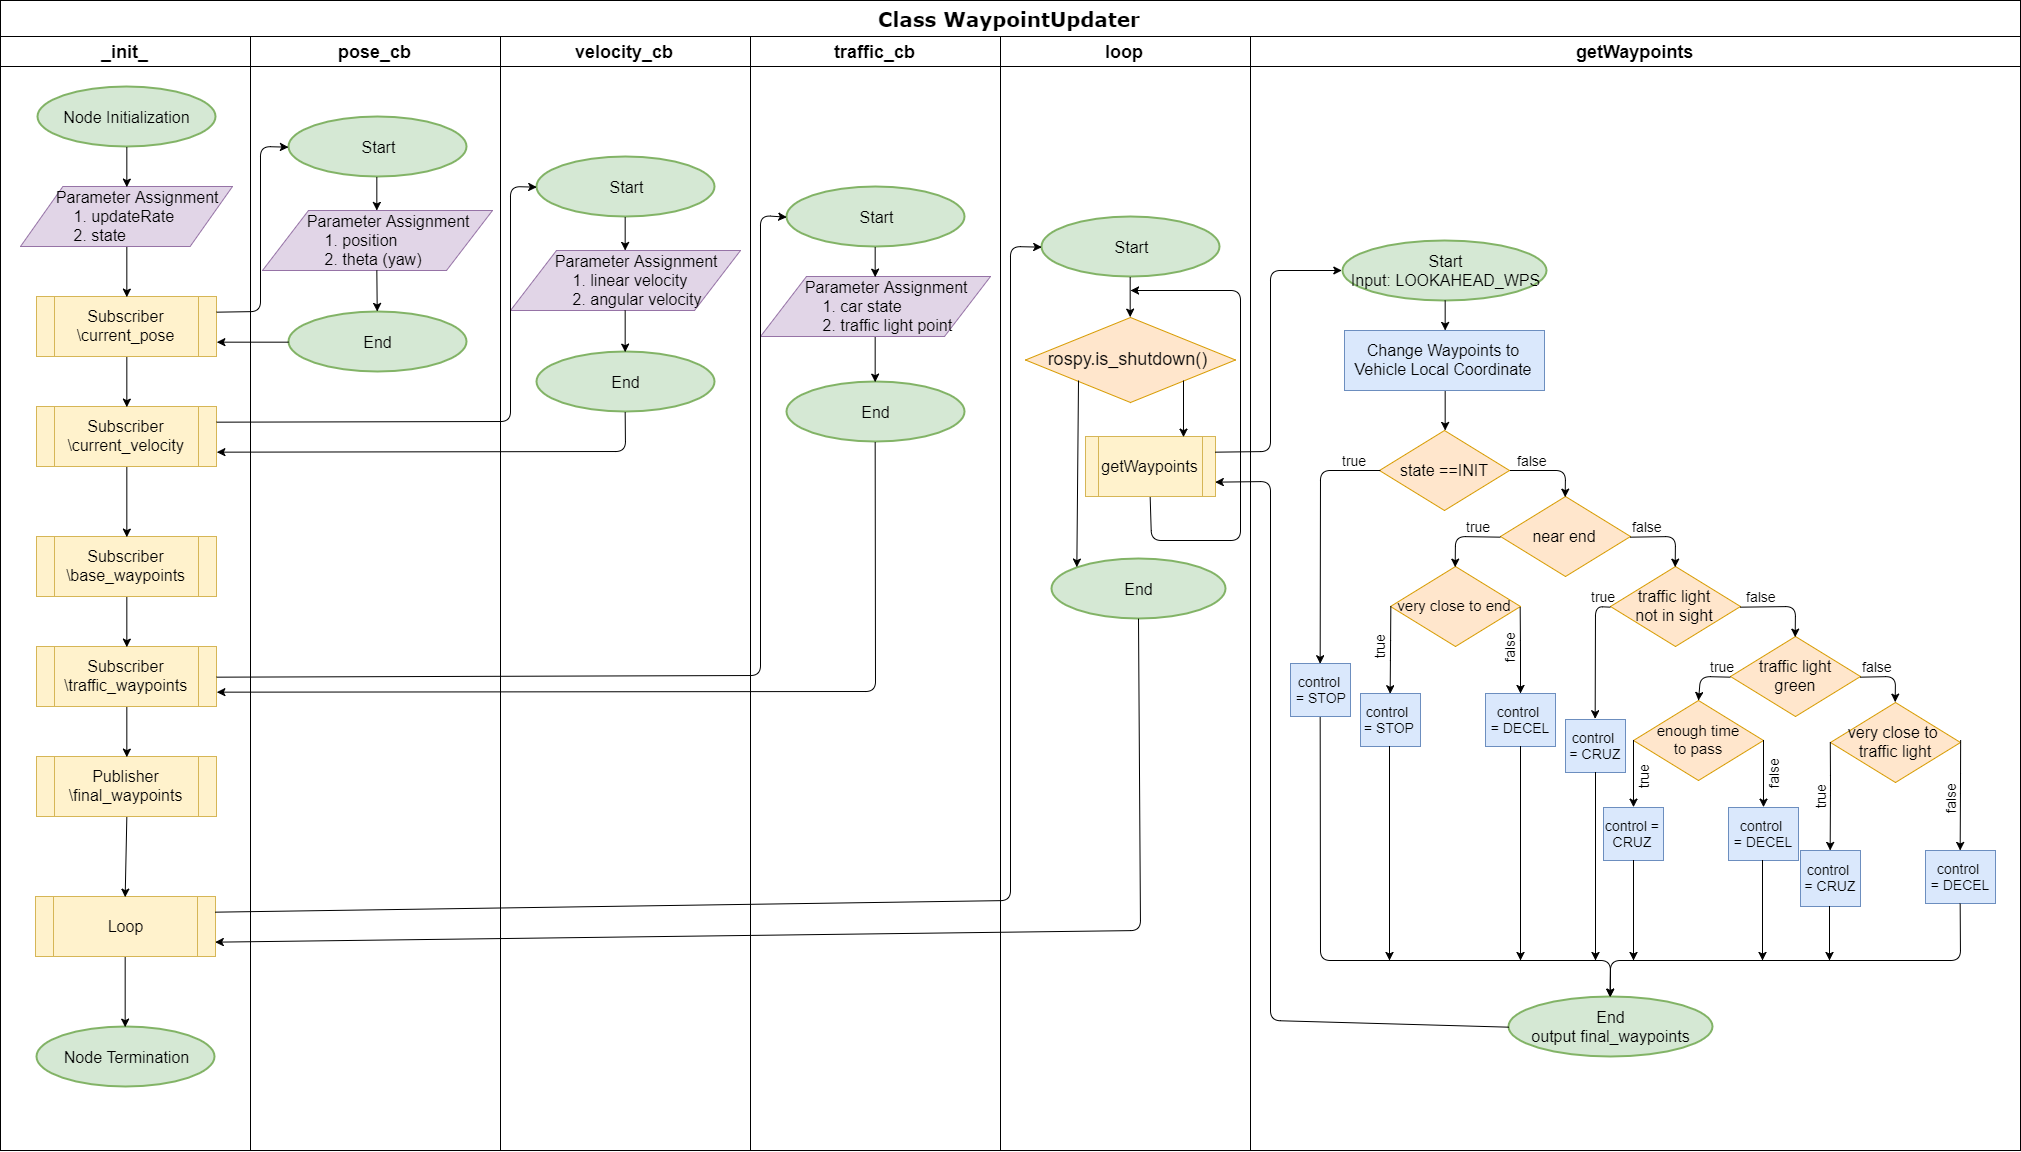 Class WaypointUpdater
_init_
pose_cb
velocity_cb
traffic_cb
loop
getWaypoints
Node Initialization
Parameter Assignment
1. updateRate
2. state
Subscriber
\current_pose
Subscriber
\current_velocity
Subscriber
\base_waypoints
Subscriber
\traffic_waypoints
Publisher
\final_waypoints
Loop
Node Termination
Start
Parameter Assignment
1. position
2. theta (yaw)
End
Start
Parameter Assignment
1. linear velocity
2. angular velocity
End
Start
Parameter Assignment
1. car state
2. traffic light point
End
Start
rospy.is_shutdown()
getWaypoints
End
Start
Input: LOOKAHEAD_WPS
Change Waypoints to
Vehicle Local Coordinate
true
state ==INIT
false
true
near end
false
very close to end
true
false
true
traffic light
not in sight
false
true
traffic light
green
false
enough time
to pass
true
false
very close to
traffic light
true
false
control
= STOP
control
= STOP
control
= DECEL
control
= CRUZ
control =
CRUZ
control
= DECEL
control
= CRUZ
control
= DECEL
End
output final_waypoints